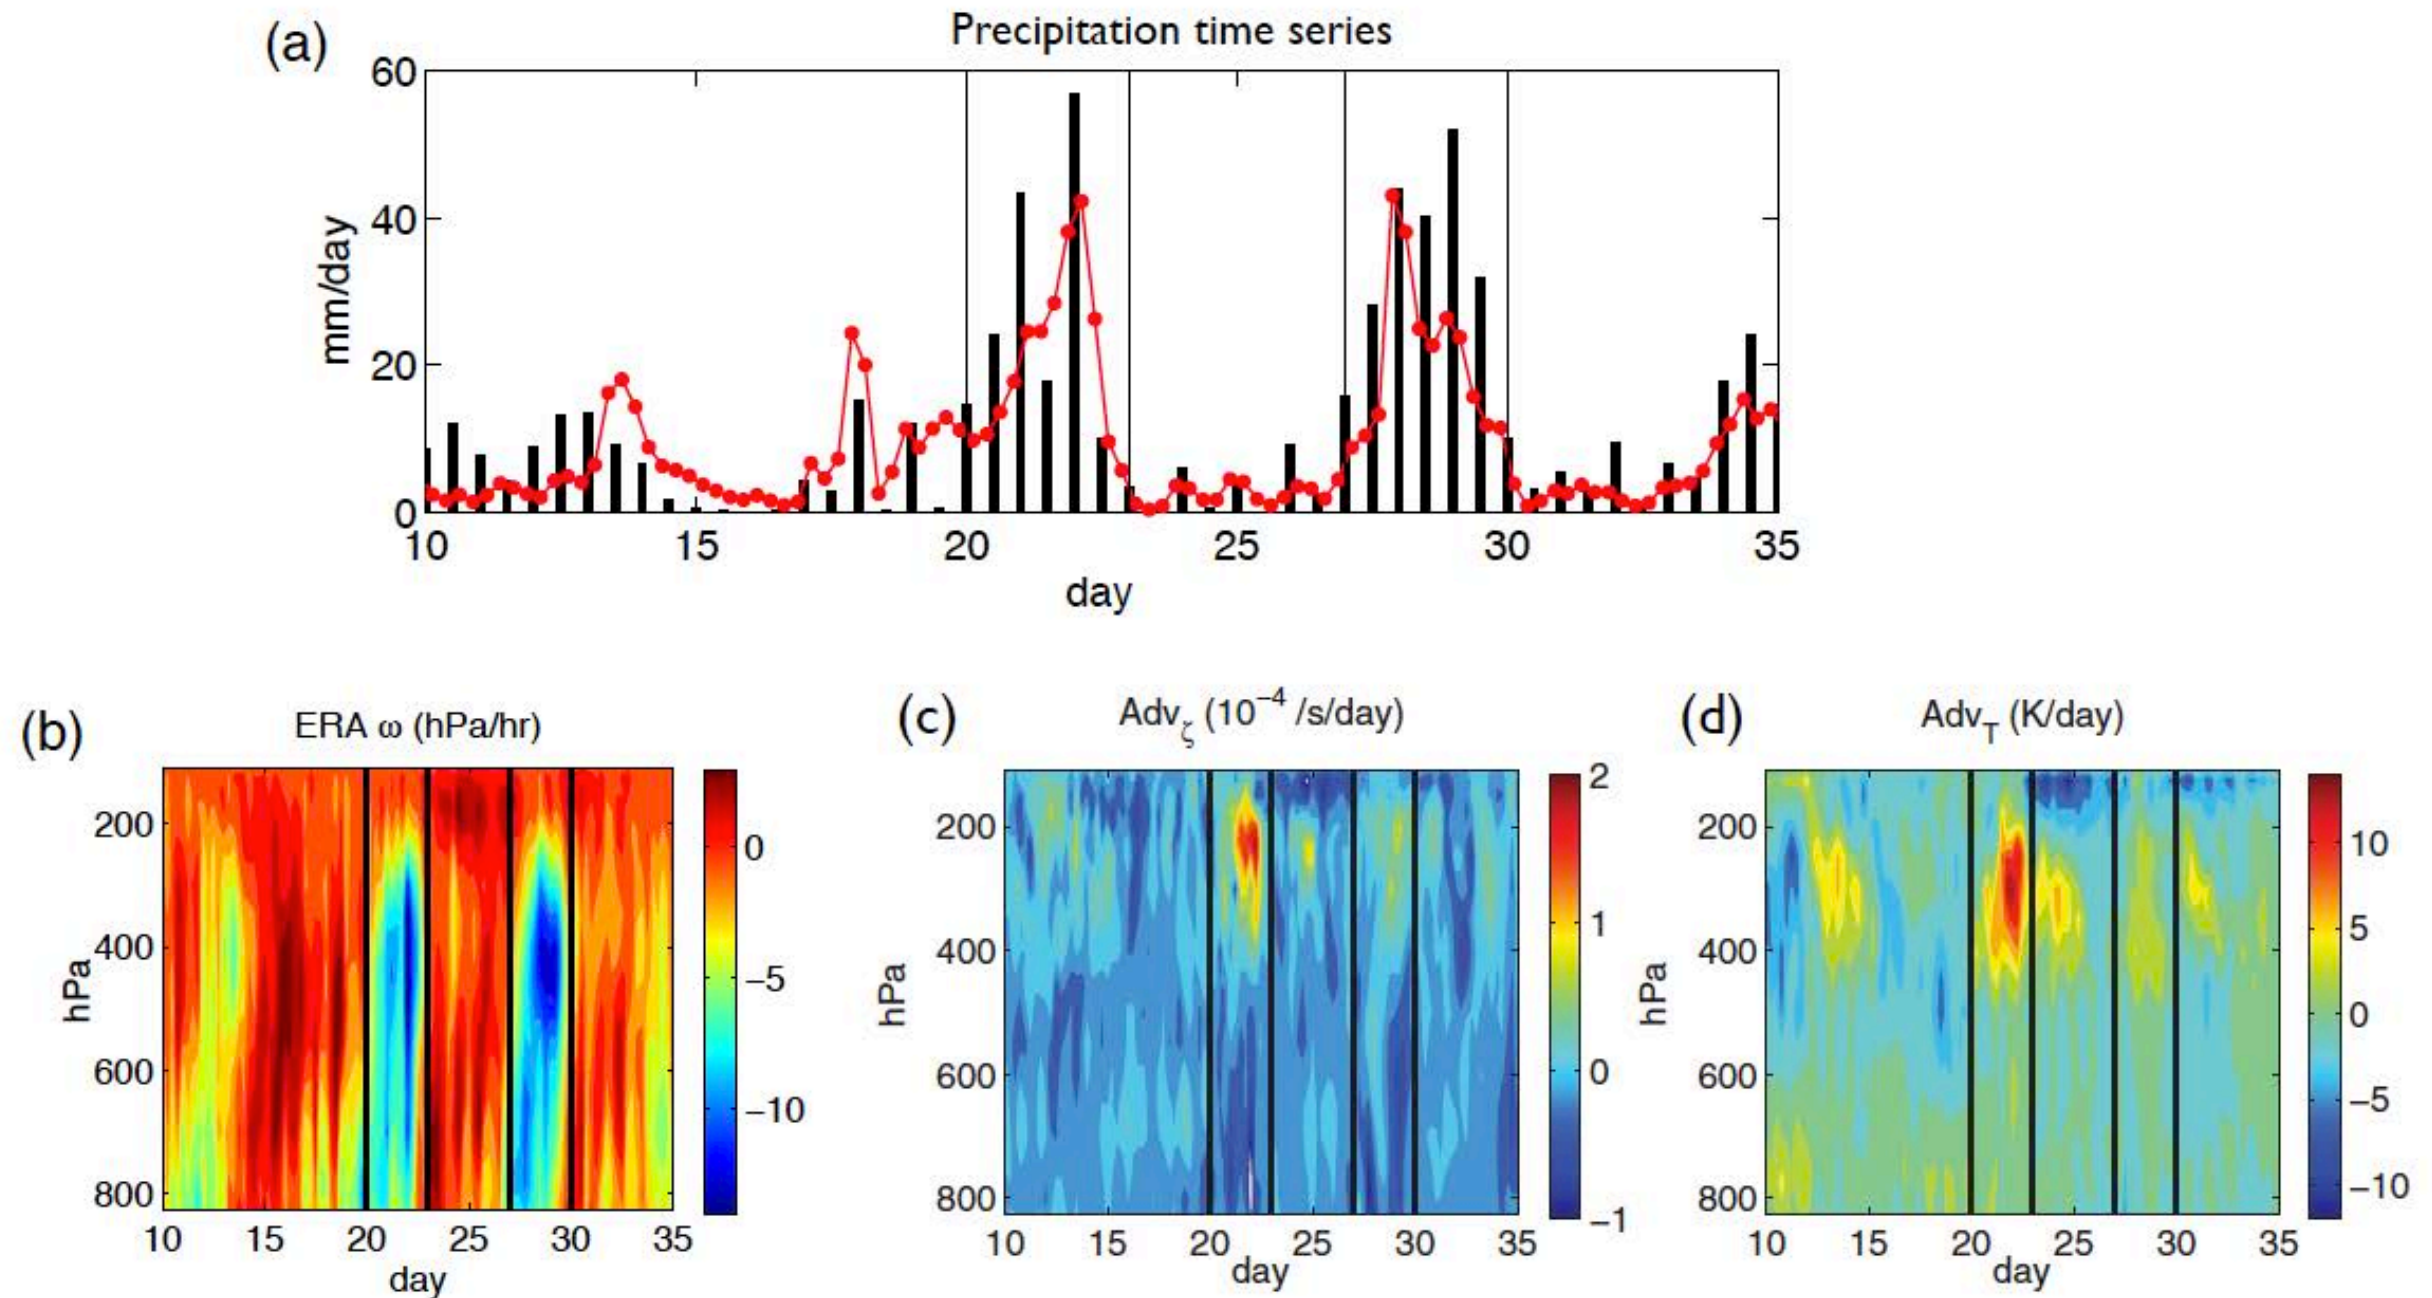 (a)
Precipitation time series
60
40
20
0
mm/day
10 15 20 25 30 35
day
(b)
ERA ω (hPa/hr)
200
400
600
800
hPa
10 15 20 25 30 35
day
0
−5
−10
(c)
Adv_ζ (10⁻⁴ /s/day)
200
400
600
800
hPa
10 15 20 25 30 35
day
2
1
0
−1
(d)
Adv_T (K/day)
200
400
600
800
hPa
10 15 20 25 30 35
day
10
5
0
−5
−10